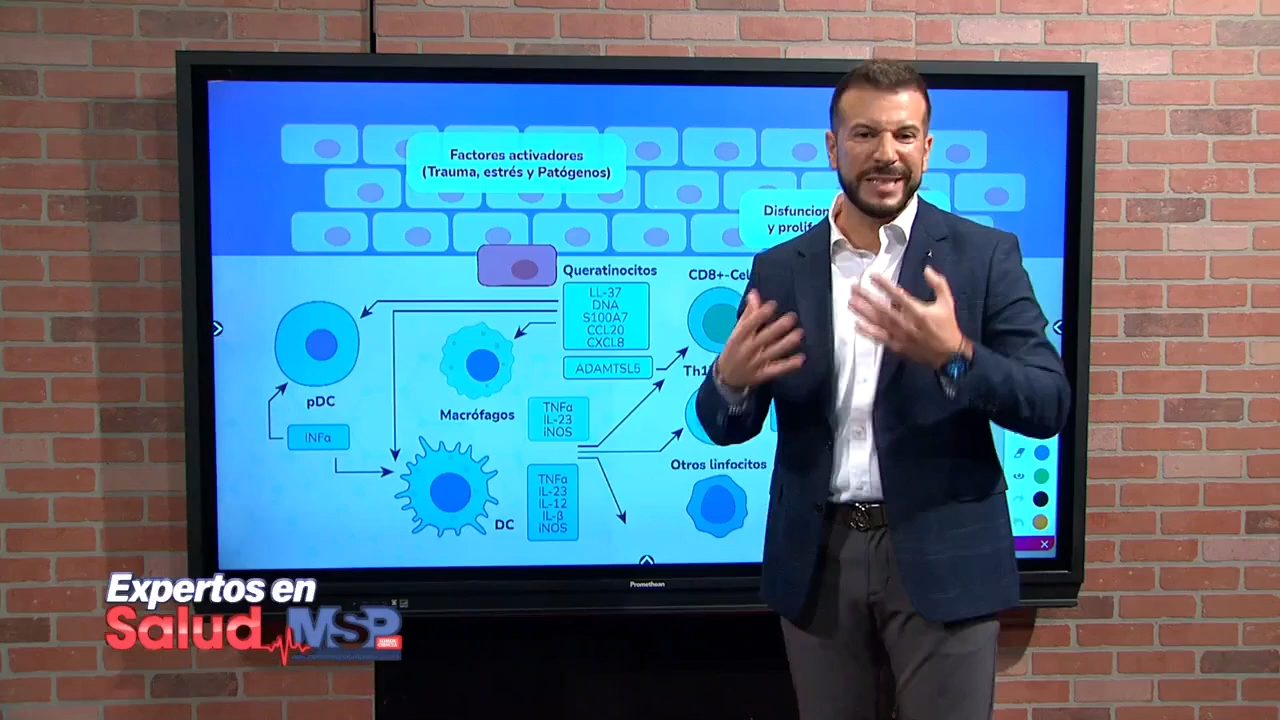 Factores activadores
(Trauma, estrés y Patógenos)
Queratinocitos
LL-37
DNA
S100A7
CCL20
CXCL8
ADAMTSL5
pDC
INFα
Macrófagos
TNFα
IL-23
iNOS
DC
TNFα
IL-23
IL-12
IL-β
iNOS
Otros linfocitos
Promethean
Expertos en
Salud MSP